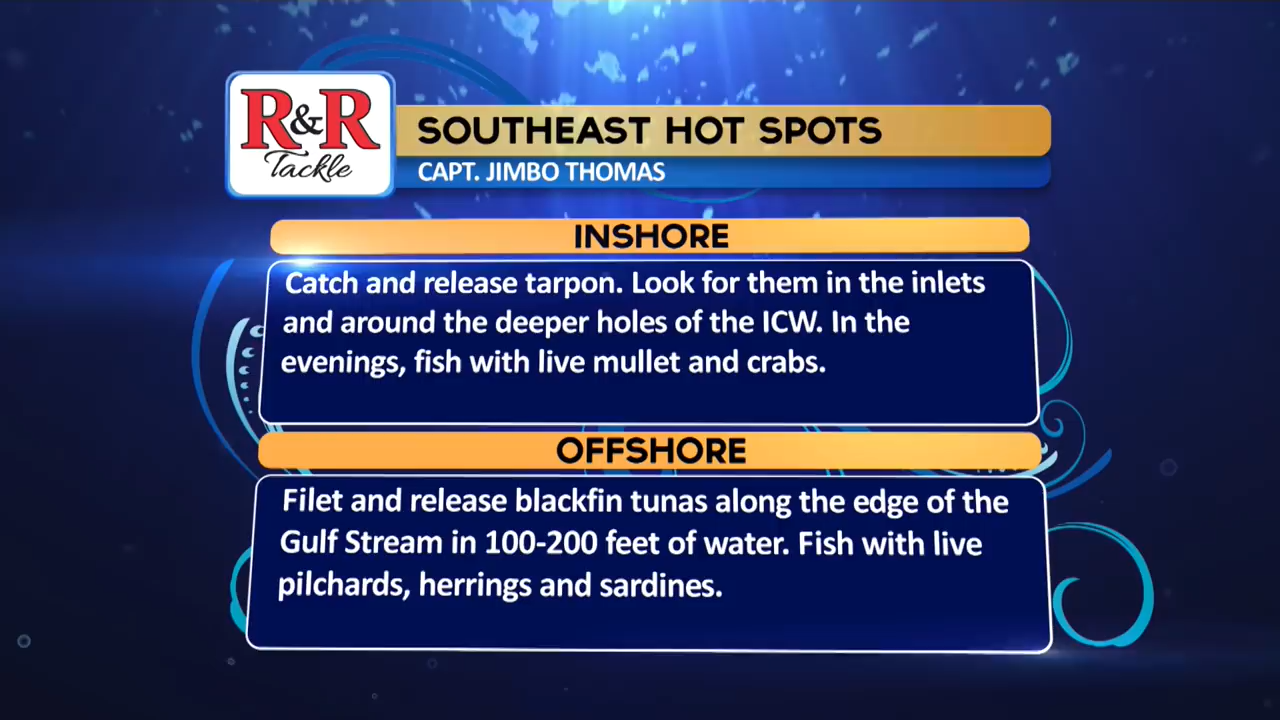 R&R
Tackle
SOUTHEAST HOT SPOTS
CAPT. JIMBO THOMAS
INSHORE
Catch and release tarpon. Look for them in the inlets
and around the deeper holes of the ICW. In the
evenings, fish with live mullet and crabs.
OFFSHORE
Filet and release blackfin tunas along the edge of the
Gulf Stream in 100-200 feet of water. Fish with live
pilchards, herrings and sardines.